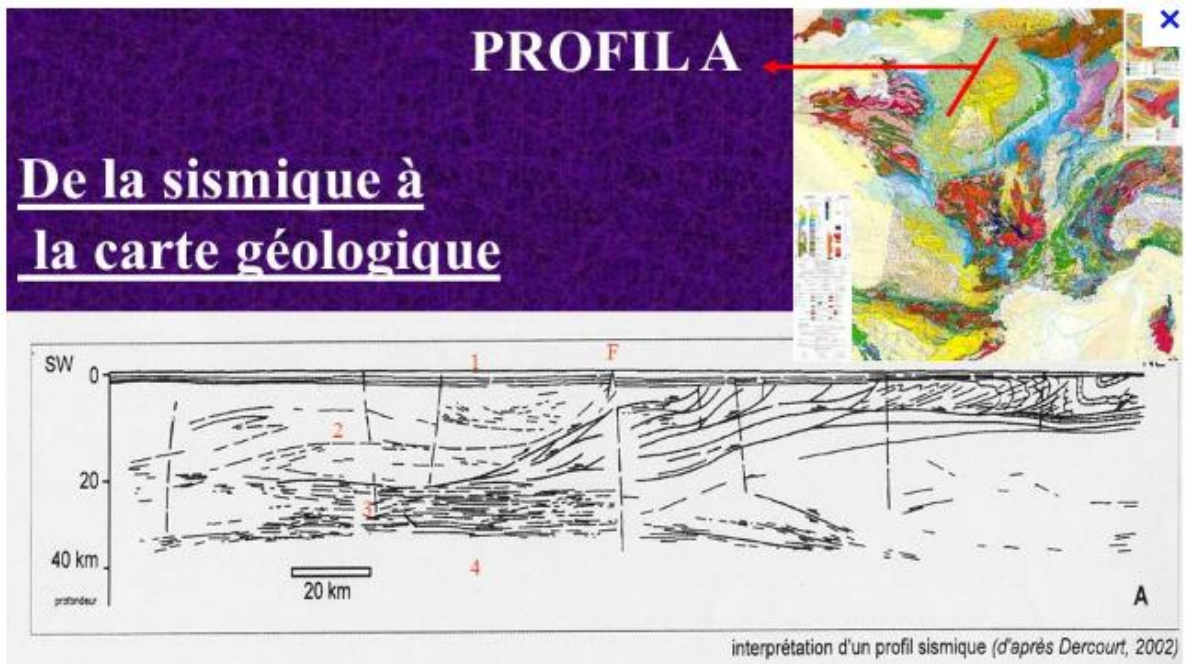 PROFIL A
De la sismique à
la carte géologique
SW
0
20
40 km
profondeur
1
F
2
3
4
20 km
A
interprétation d'un profil sismique (d'après Dercourt, 2002)